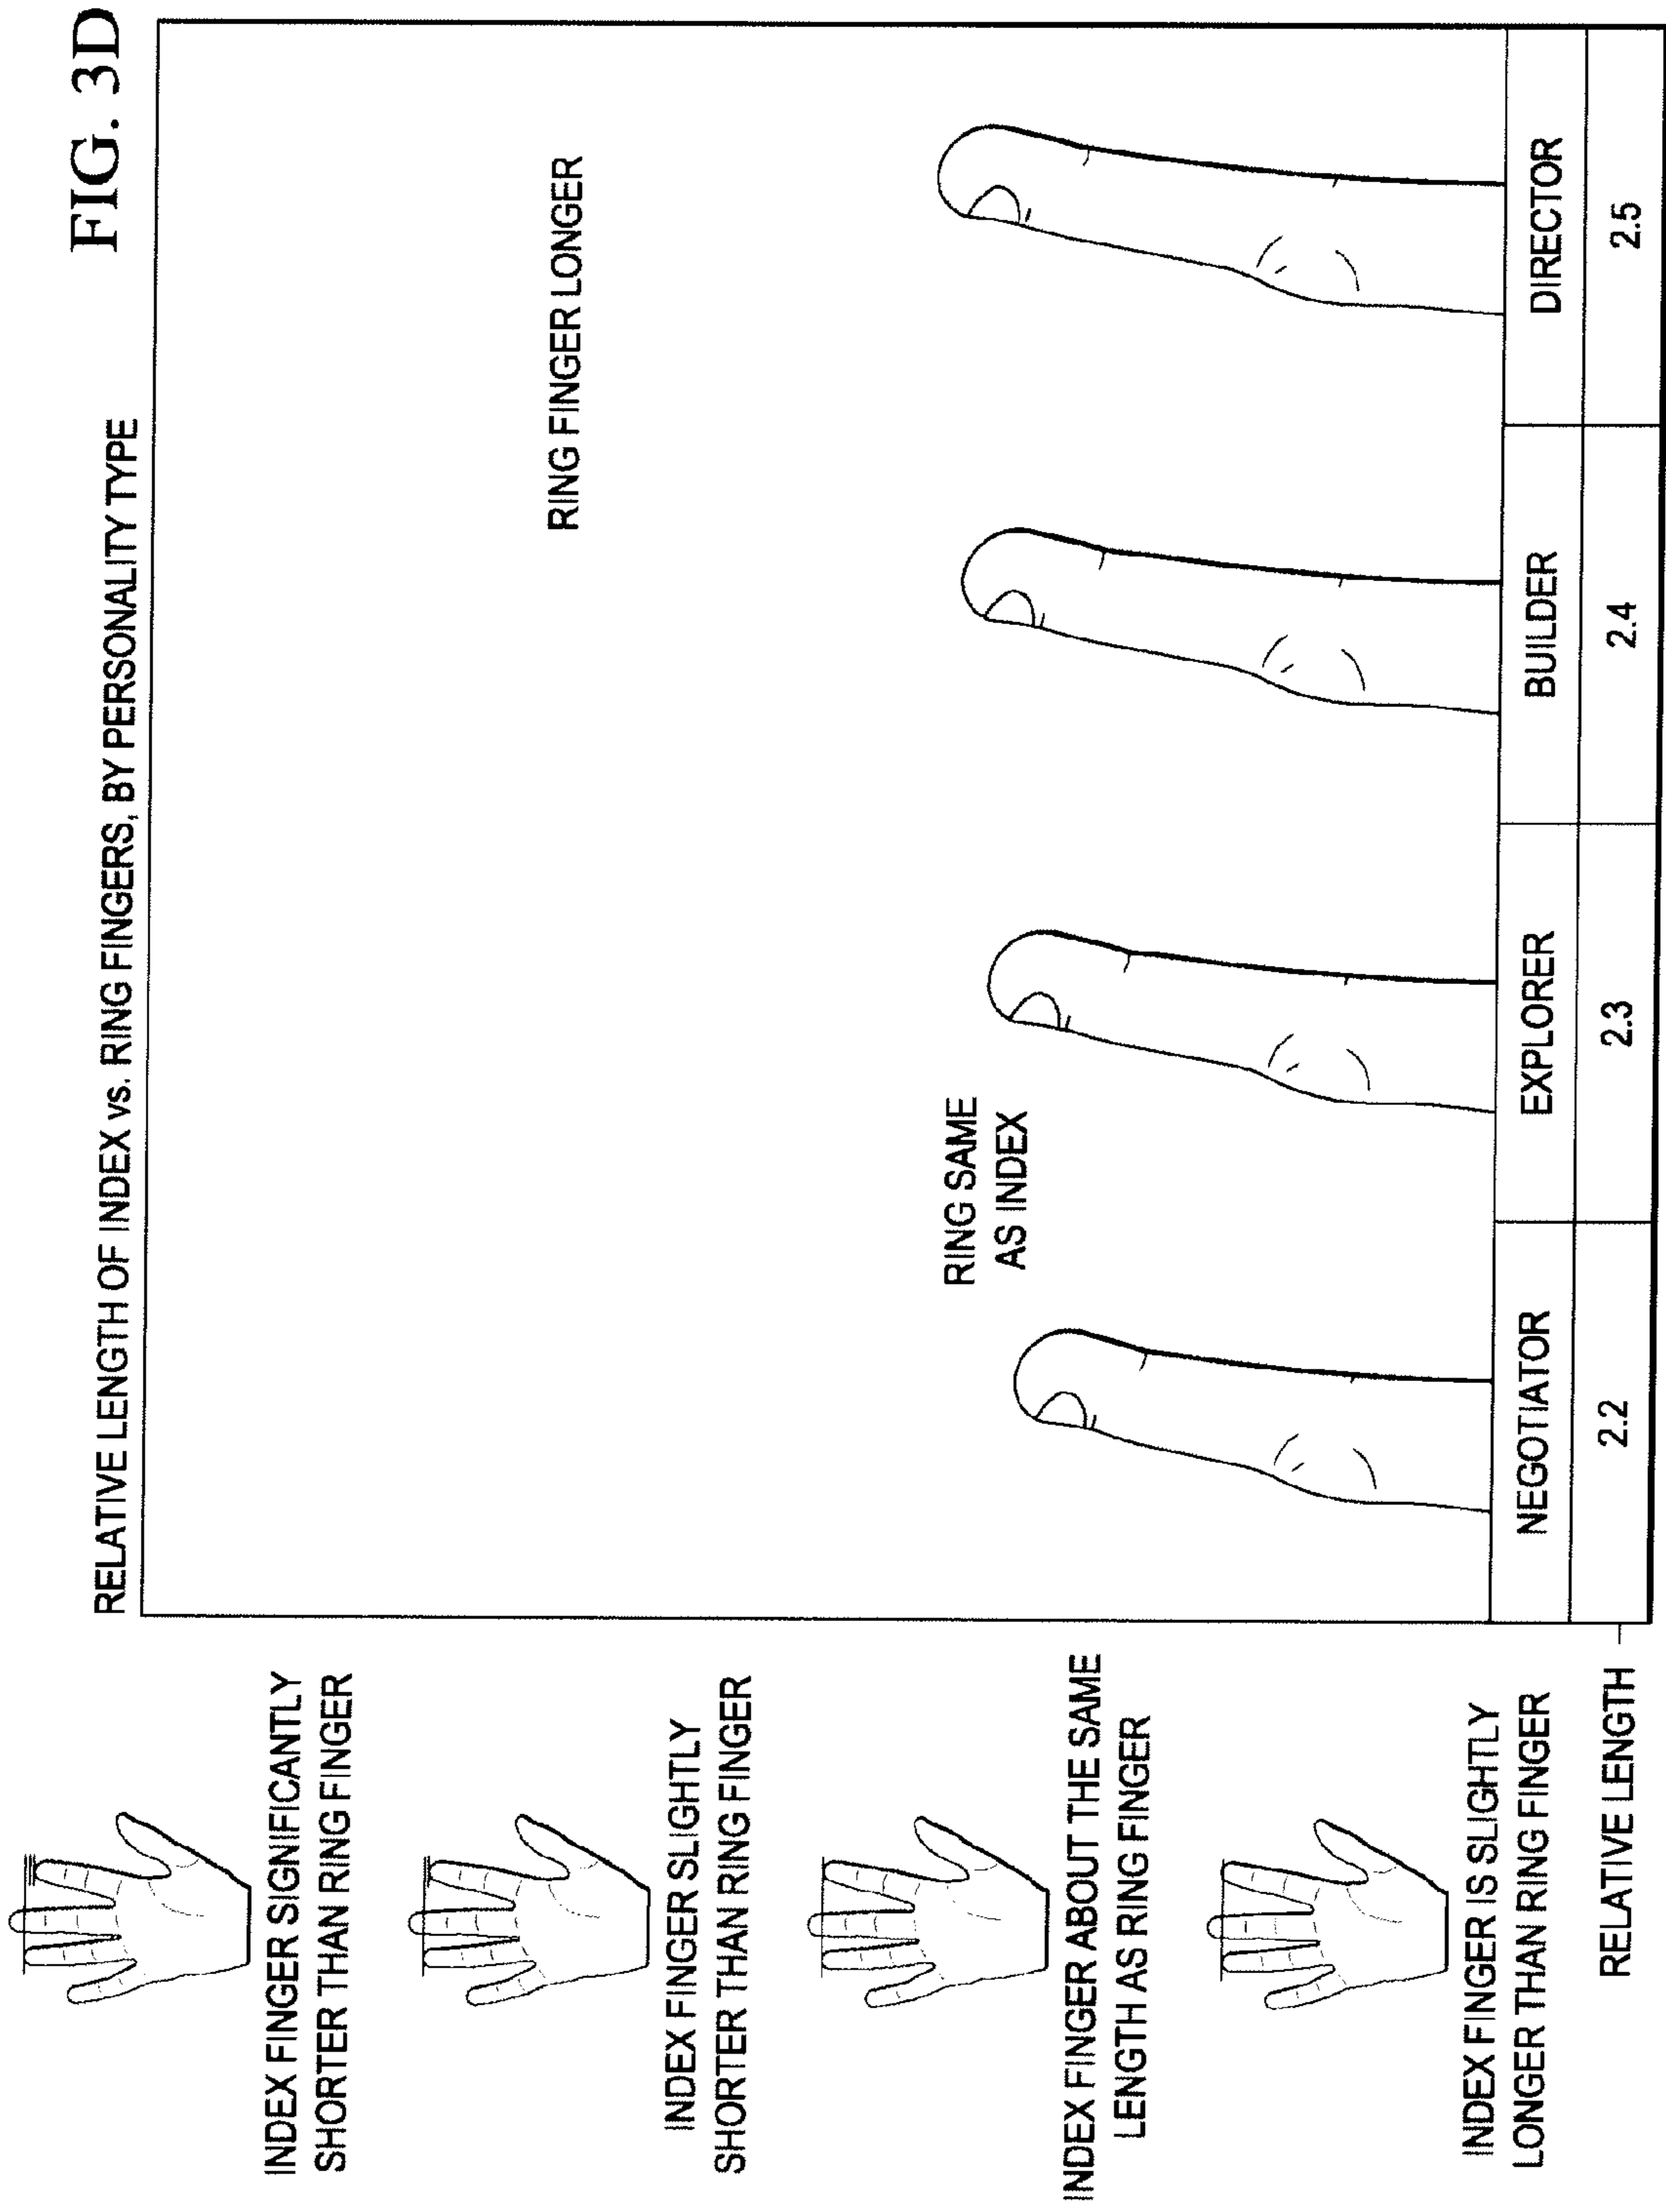 FIG. 3D
RELATIVE LENGTH OF INDEX vs. RING FINGERS, BY PERSONALITY TYPE
INDEX FINGER SIGNIFICANTLY
SHORTER THAN RING FINGER
INDEX FINGER SLIGHTLY
SHORTER THAN RING FINGER
INDEX FINGER ABOUT THE SAME
LENGTH AS RING FINGER
INDEX FINGER IS SLIGHTLY
LONGER THAN RING FINGER
RING FINGER LONGER
RING SAME
AS INDEX
NEGOTIATOR EXPLORER BUILDER DIRECTOR
RELATIVE LENGTH 2.2 2.3 2.4 2.5